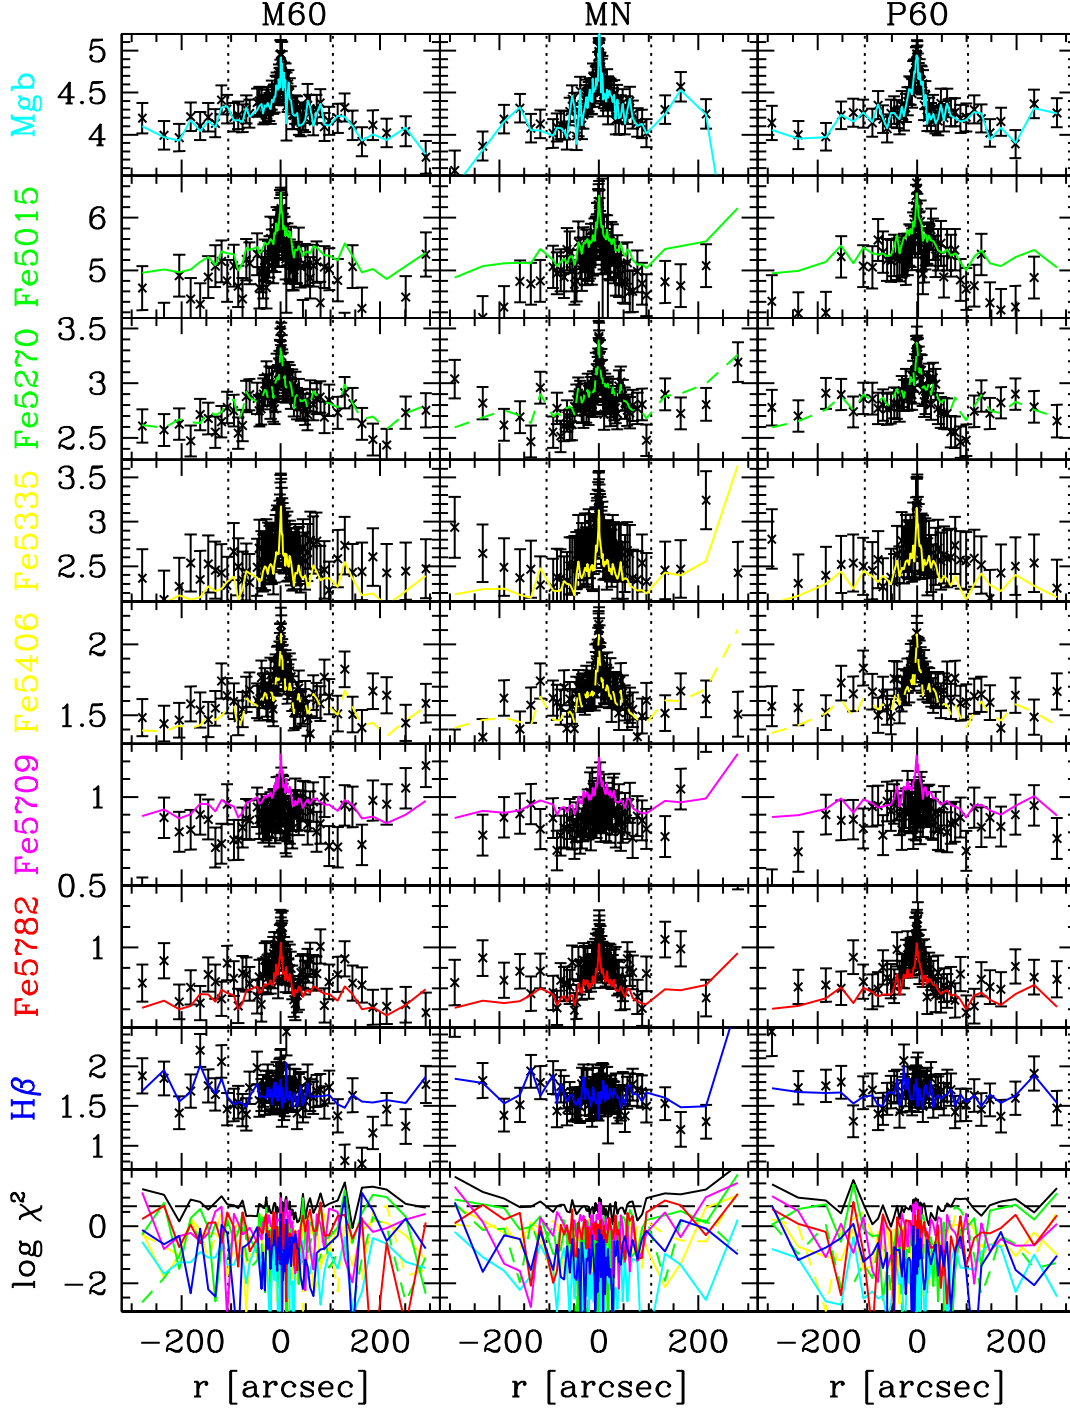 M60 MN P60
Mgb
5
4.5
4
Fe5015
6
5
Fe5270
3.5
3
2.5
Fe5335
3.5
3
2.5
Fe5406
2
1.5
Fe5709
1
0.5
Fe5782
1
Hβ
2
1.5
1
log χ²
0
−2
−200 0 200 −200 0 200 −200 0 200
r [arcsec] r [arcsec] r [arcsec]